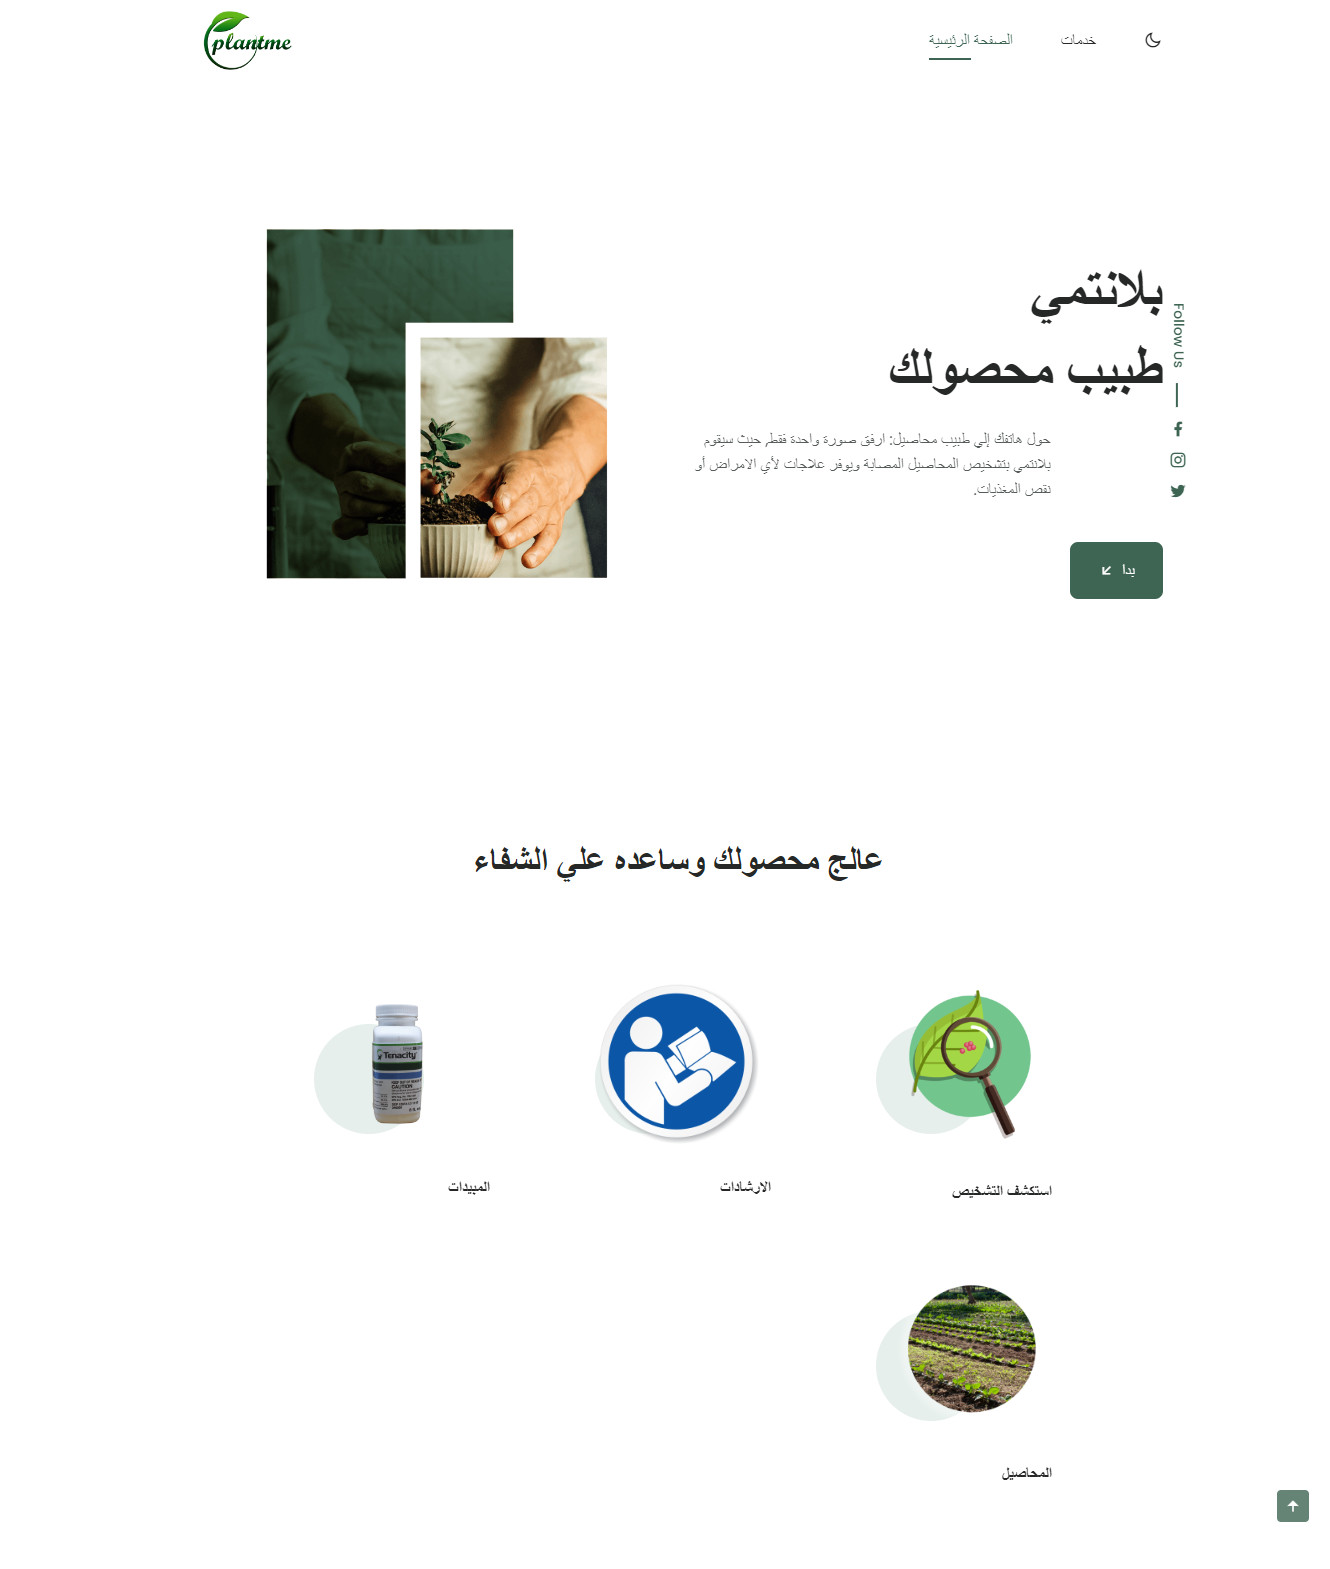 plantme
الصفحة الرئيسية
خدمات
بلانتمي
طبيب محصولك
Follow Us
حول هاتفك إلي طبيب محاصيل: ارفق صورة واحدة فقط, حيث سيقوم
بلانتمي بتشخيص المحاصيل المصابة ويوفر علاجات لأي الامراض أو
نقص المغذيات.
بدا
عالج محصولك وساعده علي الشفاء
Tenacity
CAUTION
استكشف التشخيص
الارشادات
المبيدات
المحاصيل